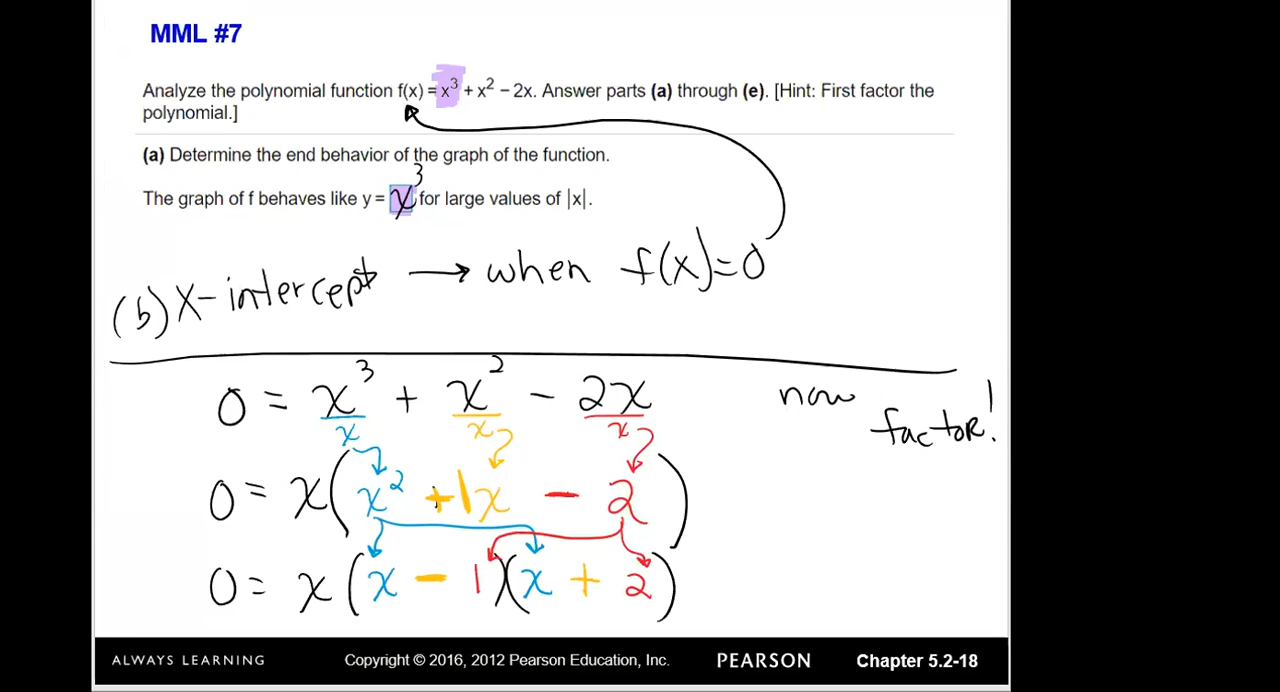 MML #7
Analyze the polynomial function f(x) = x³ + x² − 2x. Answer parts (a) through (e). [Hint: First factor the
polynomial.]
(a) Determine the end behavior of the graph of the function.
The graph of f behaves like y = x³ for large values of |x|.
(b) x-intercept → when f(x)=0
0 = x³ + x² − 2x now
x x x factor!
0 = x(x² + 1x − 2)
0 = x(x − 1)(x + 2)
ALWAYS LEARNING Copyright © 2016, 2012 Pearson Education, Inc. PEARSON Chapter 5.2-18